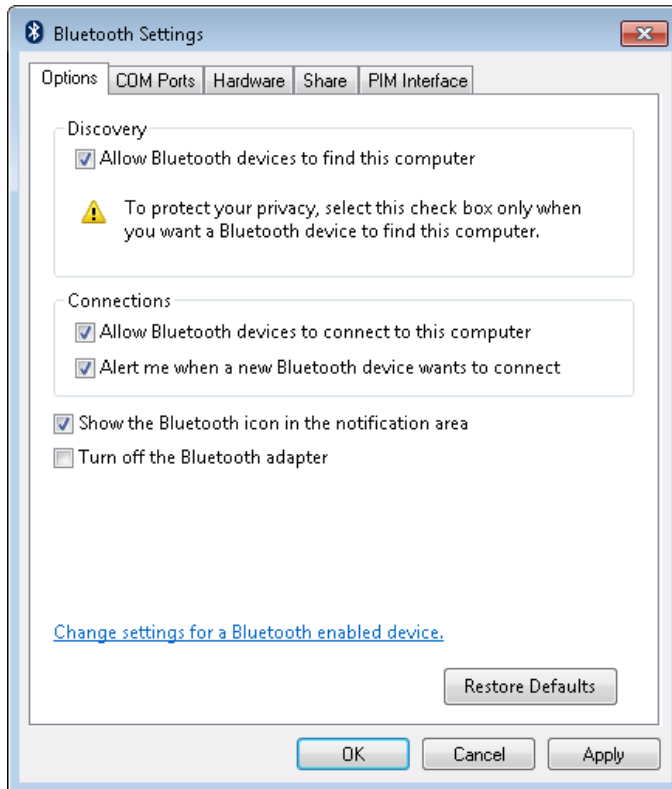 Bluetooth Settings
Options COM Ports Hardware Share PIM Interface
Discovery
Allow Bluetooth devices to find this computer
To protect your privacy, select this check box only when
you want a Bluetooth device to find this computer.
Connections
Allow Bluetooth devices to connect to this computer
Alert me when a new Bluetooth device wants to connect
Show the Bluetooth icon in the notification area
Turn off the Bluetooth adapter
Change settings for a Bluetooth enabled device.
Restore Defaults
OK Cancel Apply